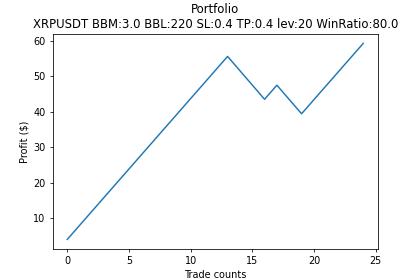 Portfolio
XRPUSDT BBM:3.0 BBL:220 SL:0.4 TP:0.4 lev:20 WinRatio:80.0
60
50
40
30
20
10
Profit ($)
0 5 10 15 20 25
Trade counts